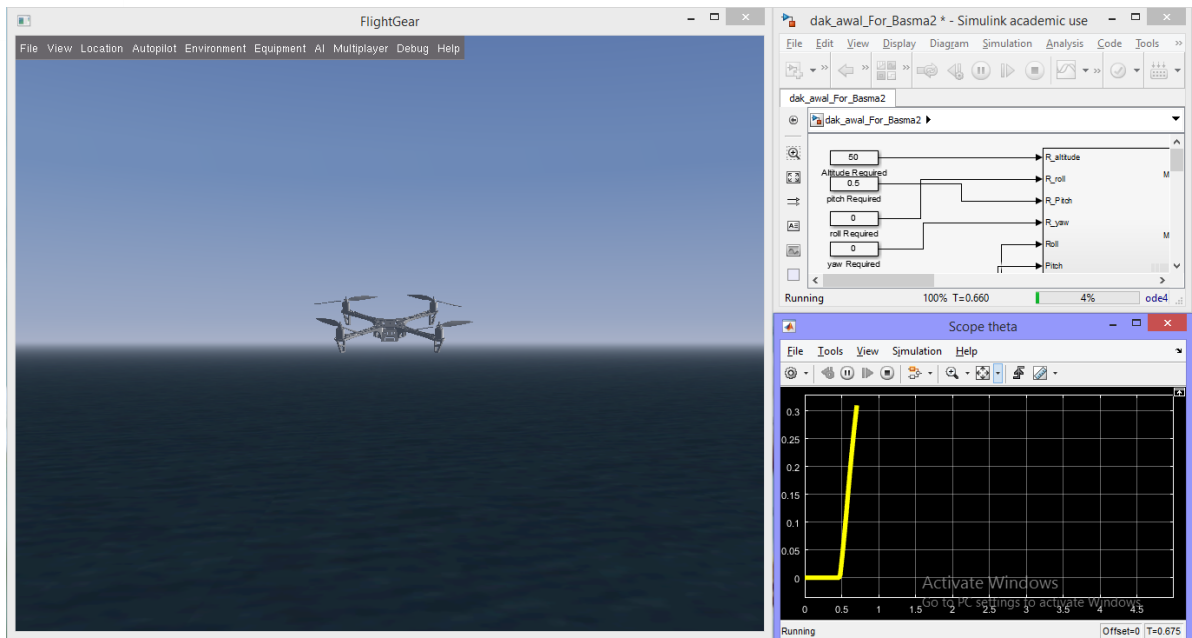 FlightGear
File View Location Autopilot Environment Equipment AI Multiplayer Debug Help
dak_awal_For_Basma2 * - Simulink academic use
File Edit View Display Diagram Simulation Analysis Code Tools »
dak_awal_For_Basma2
dak_awal_For_Basma2
50
Altitude Required
0.5
pitch Required
0
roll Required
0
yaw Required
R_altitude
R_roll
R_Pitch
R_yaw
Roll
Pitch
M
M
Running 100% T=0.660 4% ode4
Scope theta
File Tools View Simulation Help
0.3
0.25
0.2
0.15
0.1
0.05
0
0 0.5 1 1.5 2 2.5 3 3.5 4 4.5
Activate Windows
Go to PC settings to activate Windows.
Running Offset=0 T=0.675